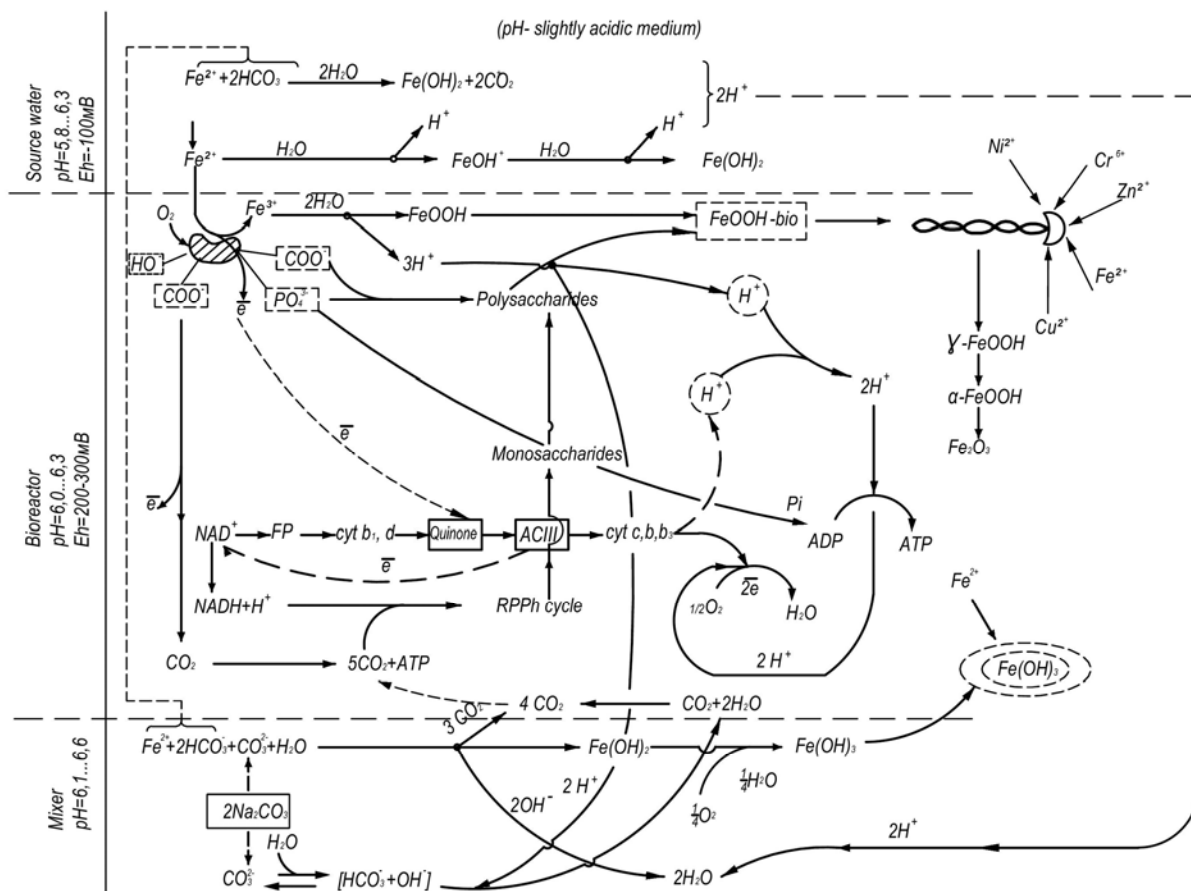 (pH- slightly acidic medium)
Source water
pH=5,8...6,3
Eh=-100мВ
Fe²⁺+2HCO₃
2H₂O
Fe(OH)₂+2CO₂
2H⁺
Fe²⁺
H₂O
H⁺
FeOH⁺
H₂O
H⁺
Fe(OH)₂
Bioreactor
pH=6,0...6,3
Eh=200-300мВ
O₂
Fe³⁺
2H₂O
FeOOH
FeOOH-bio
Ni²⁺
Cr⁶⁺
Zn²⁺
Fe²⁺
Cu²⁺
HO⁻
COO⁻
COO⁻
PO₄³⁻
e̅
3H⁺
Polysaccharides
H⁺
H⁺
2H⁺
ɣ-FeOOH
α-FeOOH
Fe₂O₃
e̅
Monosaccharides
e̅
Pi
ADP
ATP
NAD⁺
FP
cyt b₁, d
Quinone
ACIII
cyt c,b,b₃
e̅
2e̅
1/2O₂
H₂O
NADH+H⁺
RPPh cycle
2 H⁺
CO₂
5CO₂+ATP
Fe²⁺
Fe(OH)₃
4 CO₂
CO₂+2H₂O
3 CO₂
Mixer
pH=6,1...6,6
Fe²⁺+2HCO₃⁻+CO₃²⁻+H₂O
Fe(OH)₂
Fe(OH)₃
2OH⁻
2 H⁺
¼H₂O
¼O₂
2Na₂CO₃
H₂O
CO₃²⁻
[HCO₃⁻+OH⁻]
2H₂O
2H⁺